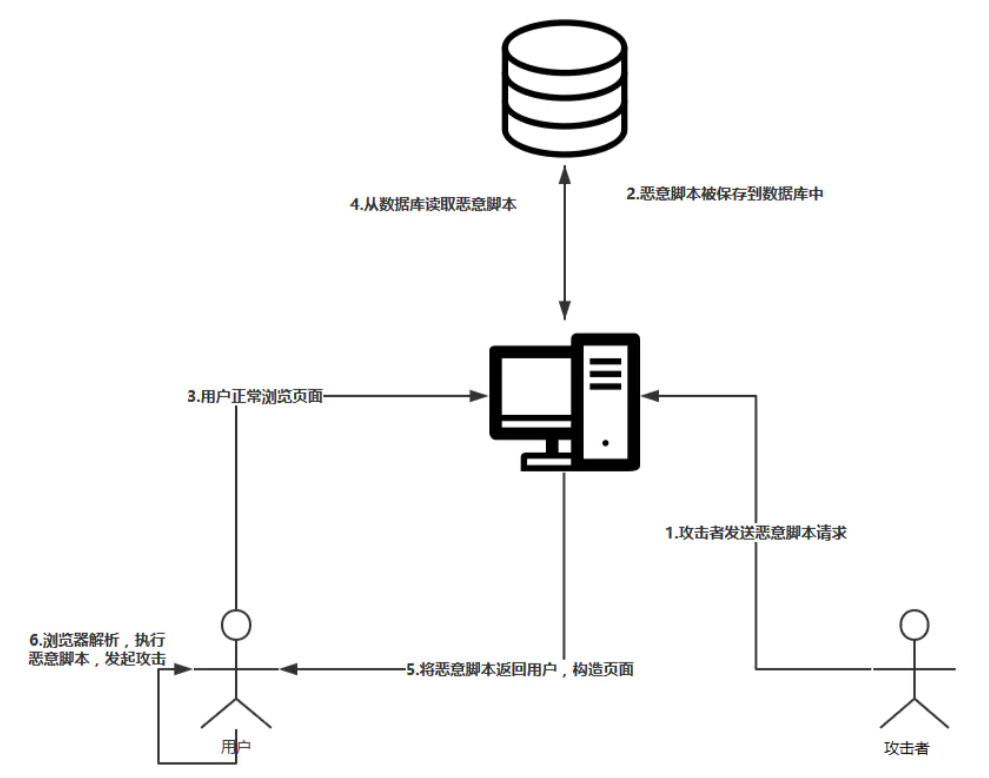 4.从数据库读取恶意脚本
2.恶意脚本被保存到数据库中
3.用户正常浏览页面
1.攻击者发送恶意脚本请求
6.浏览器解析，执行
恶意脚本，发起攻击
5.将恶意脚本返回用户，构造页面
用户
攻击者